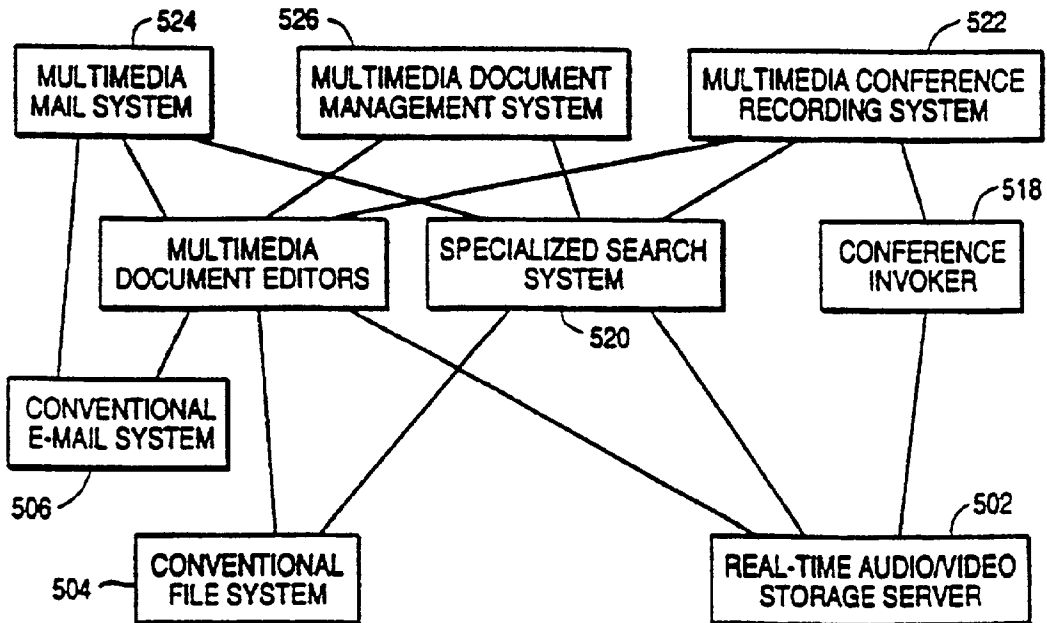 524
526
522
MULTIMEDIA
MAIL SYSTEM
MULTIMEDIA DOCUMENT
MANAGEMENT SYSTEM
MULTIMEDIA CONFERENCE
RECORDING SYSTEM
518
MULTIMEDIA
DOCUMENT EDITORS
SPECIALIZED SEARCH
SYSTEM
CONFERENCE
INVOKER
520
CONVENTIONAL
E-MAIL SYSTEM
506
502
504
CONVENTIONAL
FILE SYSTEM
REAL-TIME AUDIO/VIDEO
STORAGE SERVER